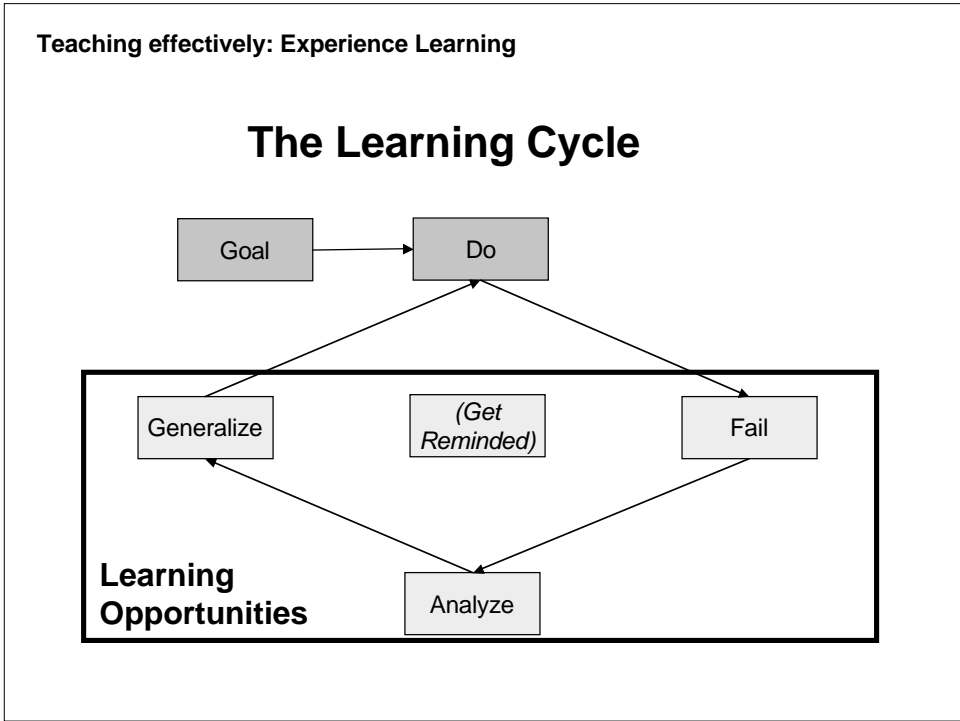 Teaching effectively: Experience Learning
The Learning Cycle
Goal
Do
Generalize
(Get
Reminded)
Fail
Learning
Opportunities
Analyze